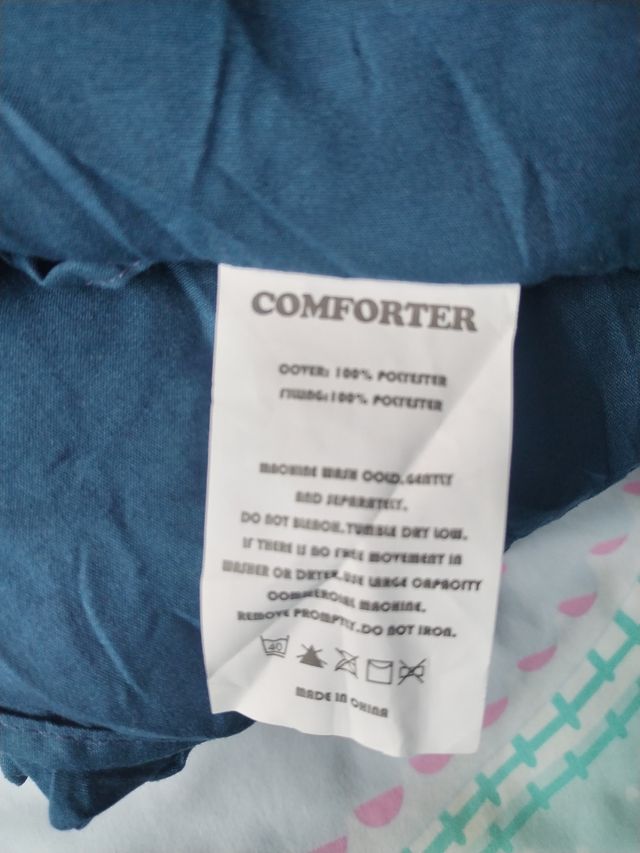 COMFORTER
COVER: 100% POLYESTER
FILLING:100% POLYESTER
MACHINE WASH COLD.GENTLY
AND SEPARATELY.
DO NOT BLEACH.TUMBLE DRY LOW.
IF THERE IS NO FREE MOVEMENT IN
WASHER OR DRYER.USE LARGE CAPACITY
COMMERCIAL MACHINE.
REMOVE PROMPTLY.DO NOT IRON.
40
MADE IN CHINA